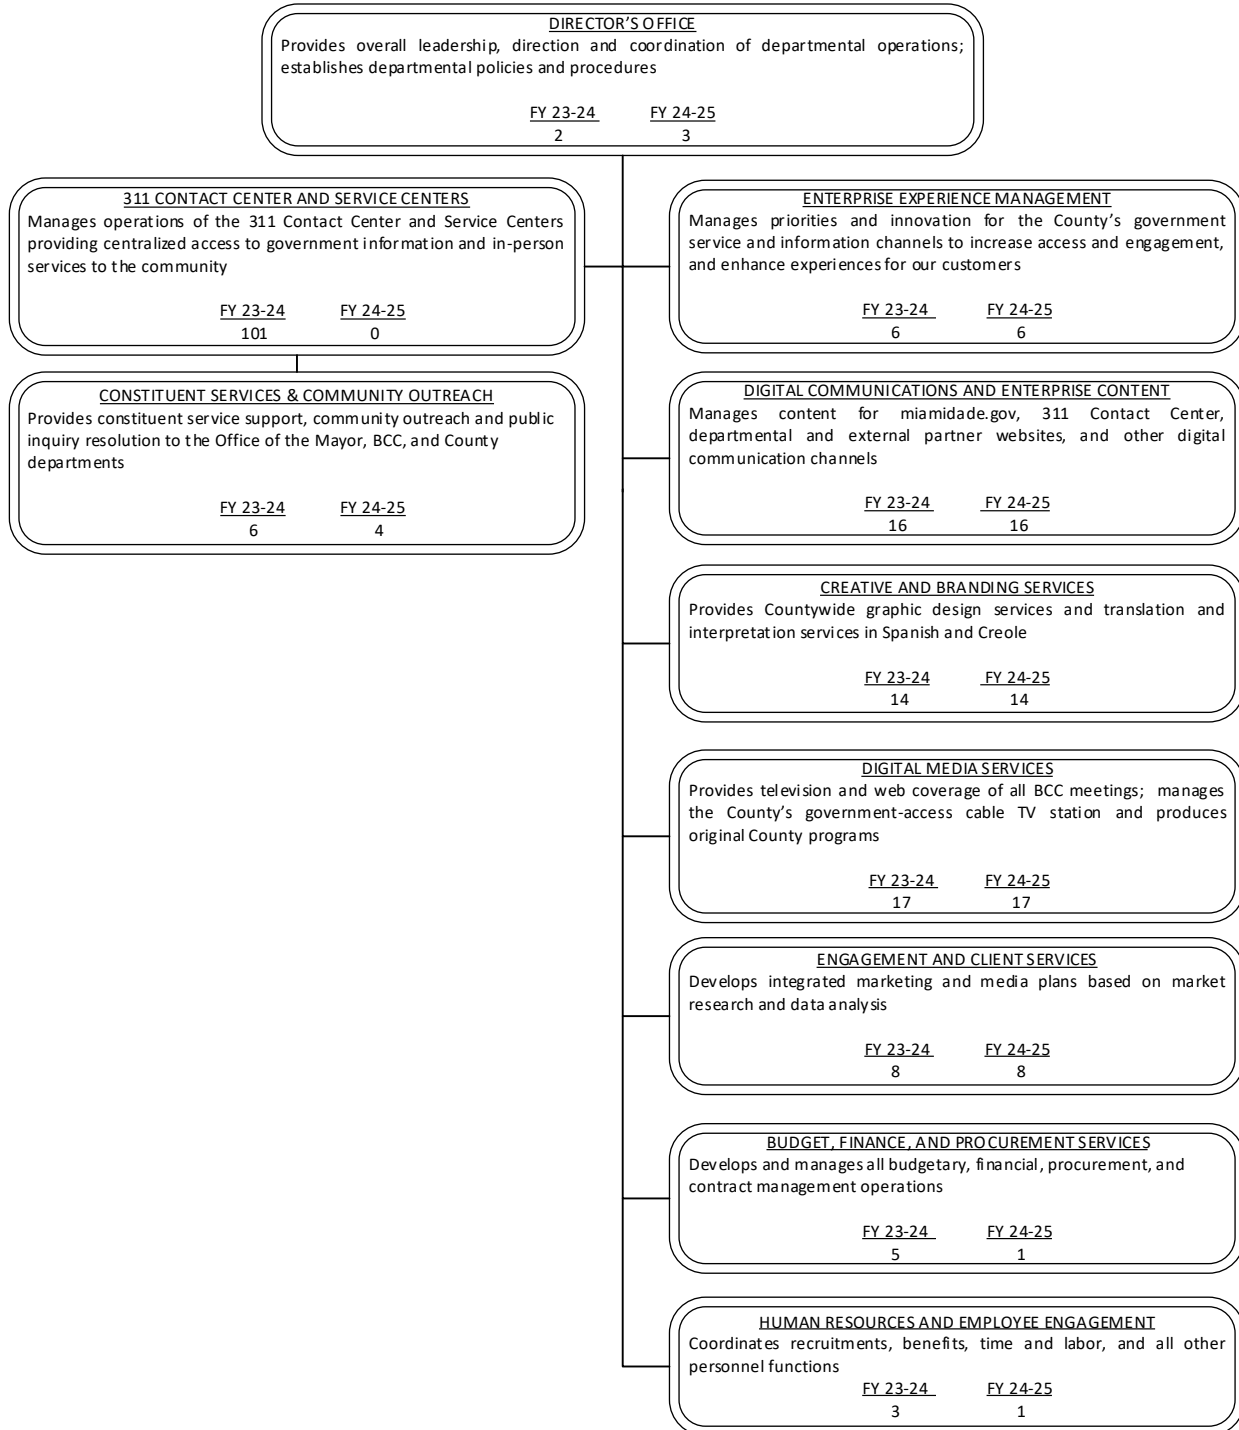 DIRECTOR'S OFFICE
Provides overall leadership, direction and coordination of departmental operations;
establishes departmental policies and procedures
FY 23-24 FY 24-25
2 3
311 CONTACT CENTER AND SERVICE CENTERS
Manages operations of the 311 Contact Center and Service Centers
providing centralized access to government information and in-person
services to the community
FY 23-24 FY 24-25
101 0
CONSTITUENT SERVICES & COMMUNITY OUTREACH
Provides constituent service support, community outreach and public
inquiry resolution to the Office of the Mayor, BCC, and County
departments
FY 23-24 FY 24-25
6 4
ENTERPRISE EXPERIENCE MANAGEMENT
Manages priorities and innovation for the County's government
service and information channels to increase access and engagement,
and enhance experiences for our customers
FY 23-24 FY 24-25
6 6
DIGITAL COMMUNICATIONS AND ENTERPRISE CONTENT
Manages content for miamidade.gov, 311 Contact Center,
departmental and external partner websites, and other digital
communication channels
FY 23-24 FY 24-25
16 16
CREATIVE AND BRANDING SERVICES
Provides Countywide graphic design services and translation and
interpretation services in Spanish and Creole
FY 23-24 FY 24-25
14 14
DIGITAL MEDIA SERVICES
Provides television and web coverage of all BCC meetings; manages
the County's government-access cable TV station and produces
original County programs
FY 23-24 FY 24-25
17 17
ENGAGEMENT AND CLIENT SERVICES
Develops integrated marketing and media plans based on market
research and data analysis
FY 23-24 FY 24-25
8 8
BUDGET, FINANCE, AND PROCUREMENT SERVICES
Develops and manages all budgetary, financial, procurement, and
contract management operations
FY 23-24 FY 24-25
5 1
HUMAN RESOURCES AND EMPLOYEE ENGAGEMENT
Coordinates recruitments, benefits, time and labor, and all other
personnel functions
FY 23-24 FY 24-25
3 1